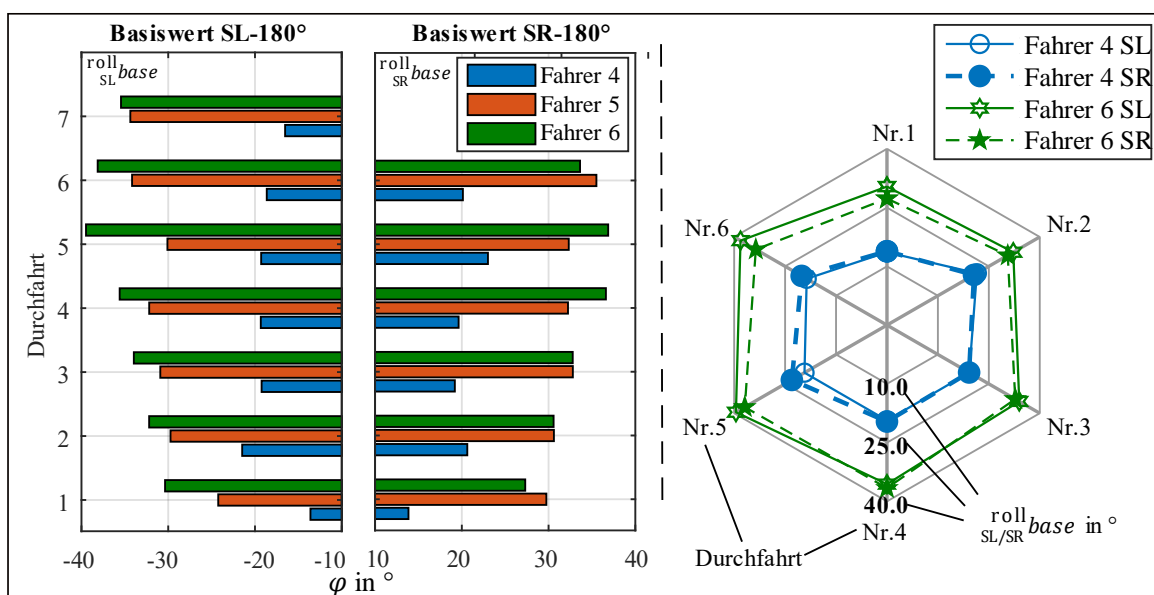 Basiswert SL-180°
Basiswert SR-180°
roll
SL base
roll
SR base
Fahrer 4
Fahrer 5
Fahrer 6
Durchfahrt
7
6
5
4
3
2
1
-40
-30
-20
-10
10
20
30
40
φ in °
Fahrer 4 SL
Fahrer 4 SR
Fahrer 6 SL
Fahrer 6 SR
Nr.1
Nr.2
Nr.3
Nr.4
Nr.5
Nr.6
10.0
25.0
40.0
roll
SL/SR base in °
Durchfahrt